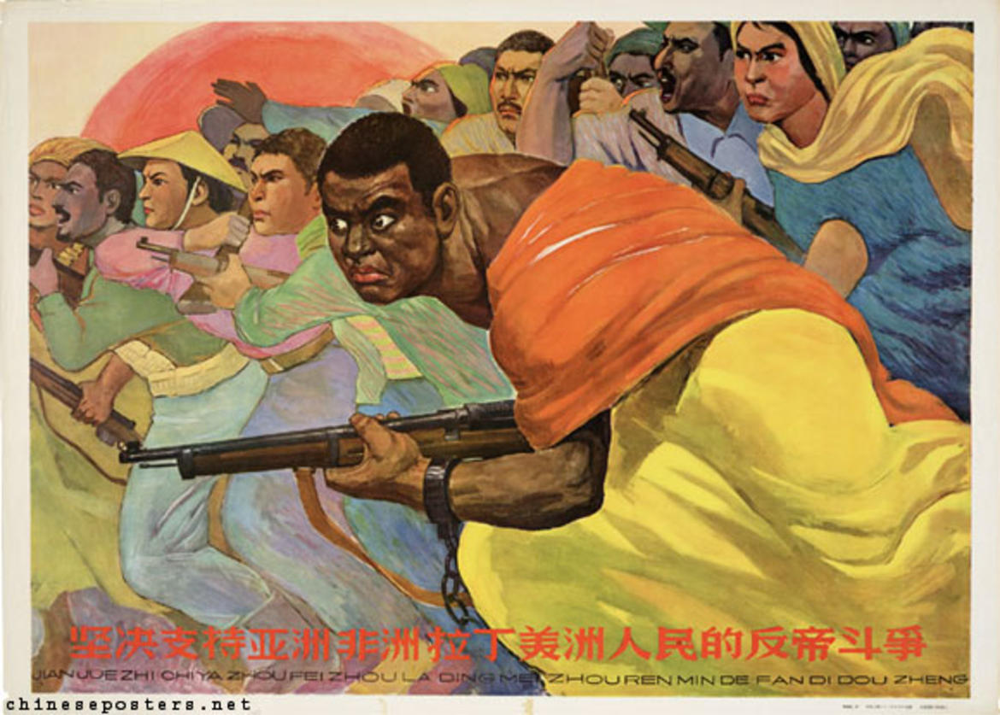 坚决支持亚洲非洲拉丁美洲人民的反帝斗爭
JIAN JUE ZHI CHI YA ZHOU FEI ZHOU LA DING MEI ZHOU REN MIN DE FAN DI DOU ZHENG
chineseposters.net